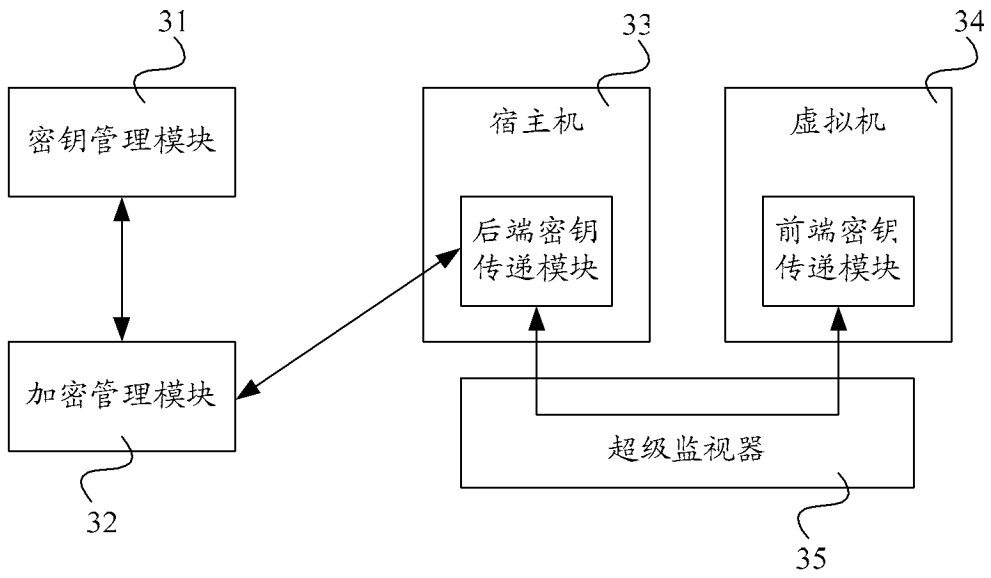 31
33
34
密钥管理模块
宿主机
虚拟机
后端密钥
传递模块
前端密钥
传递模块
加密管理模块
超级监视器
32
35